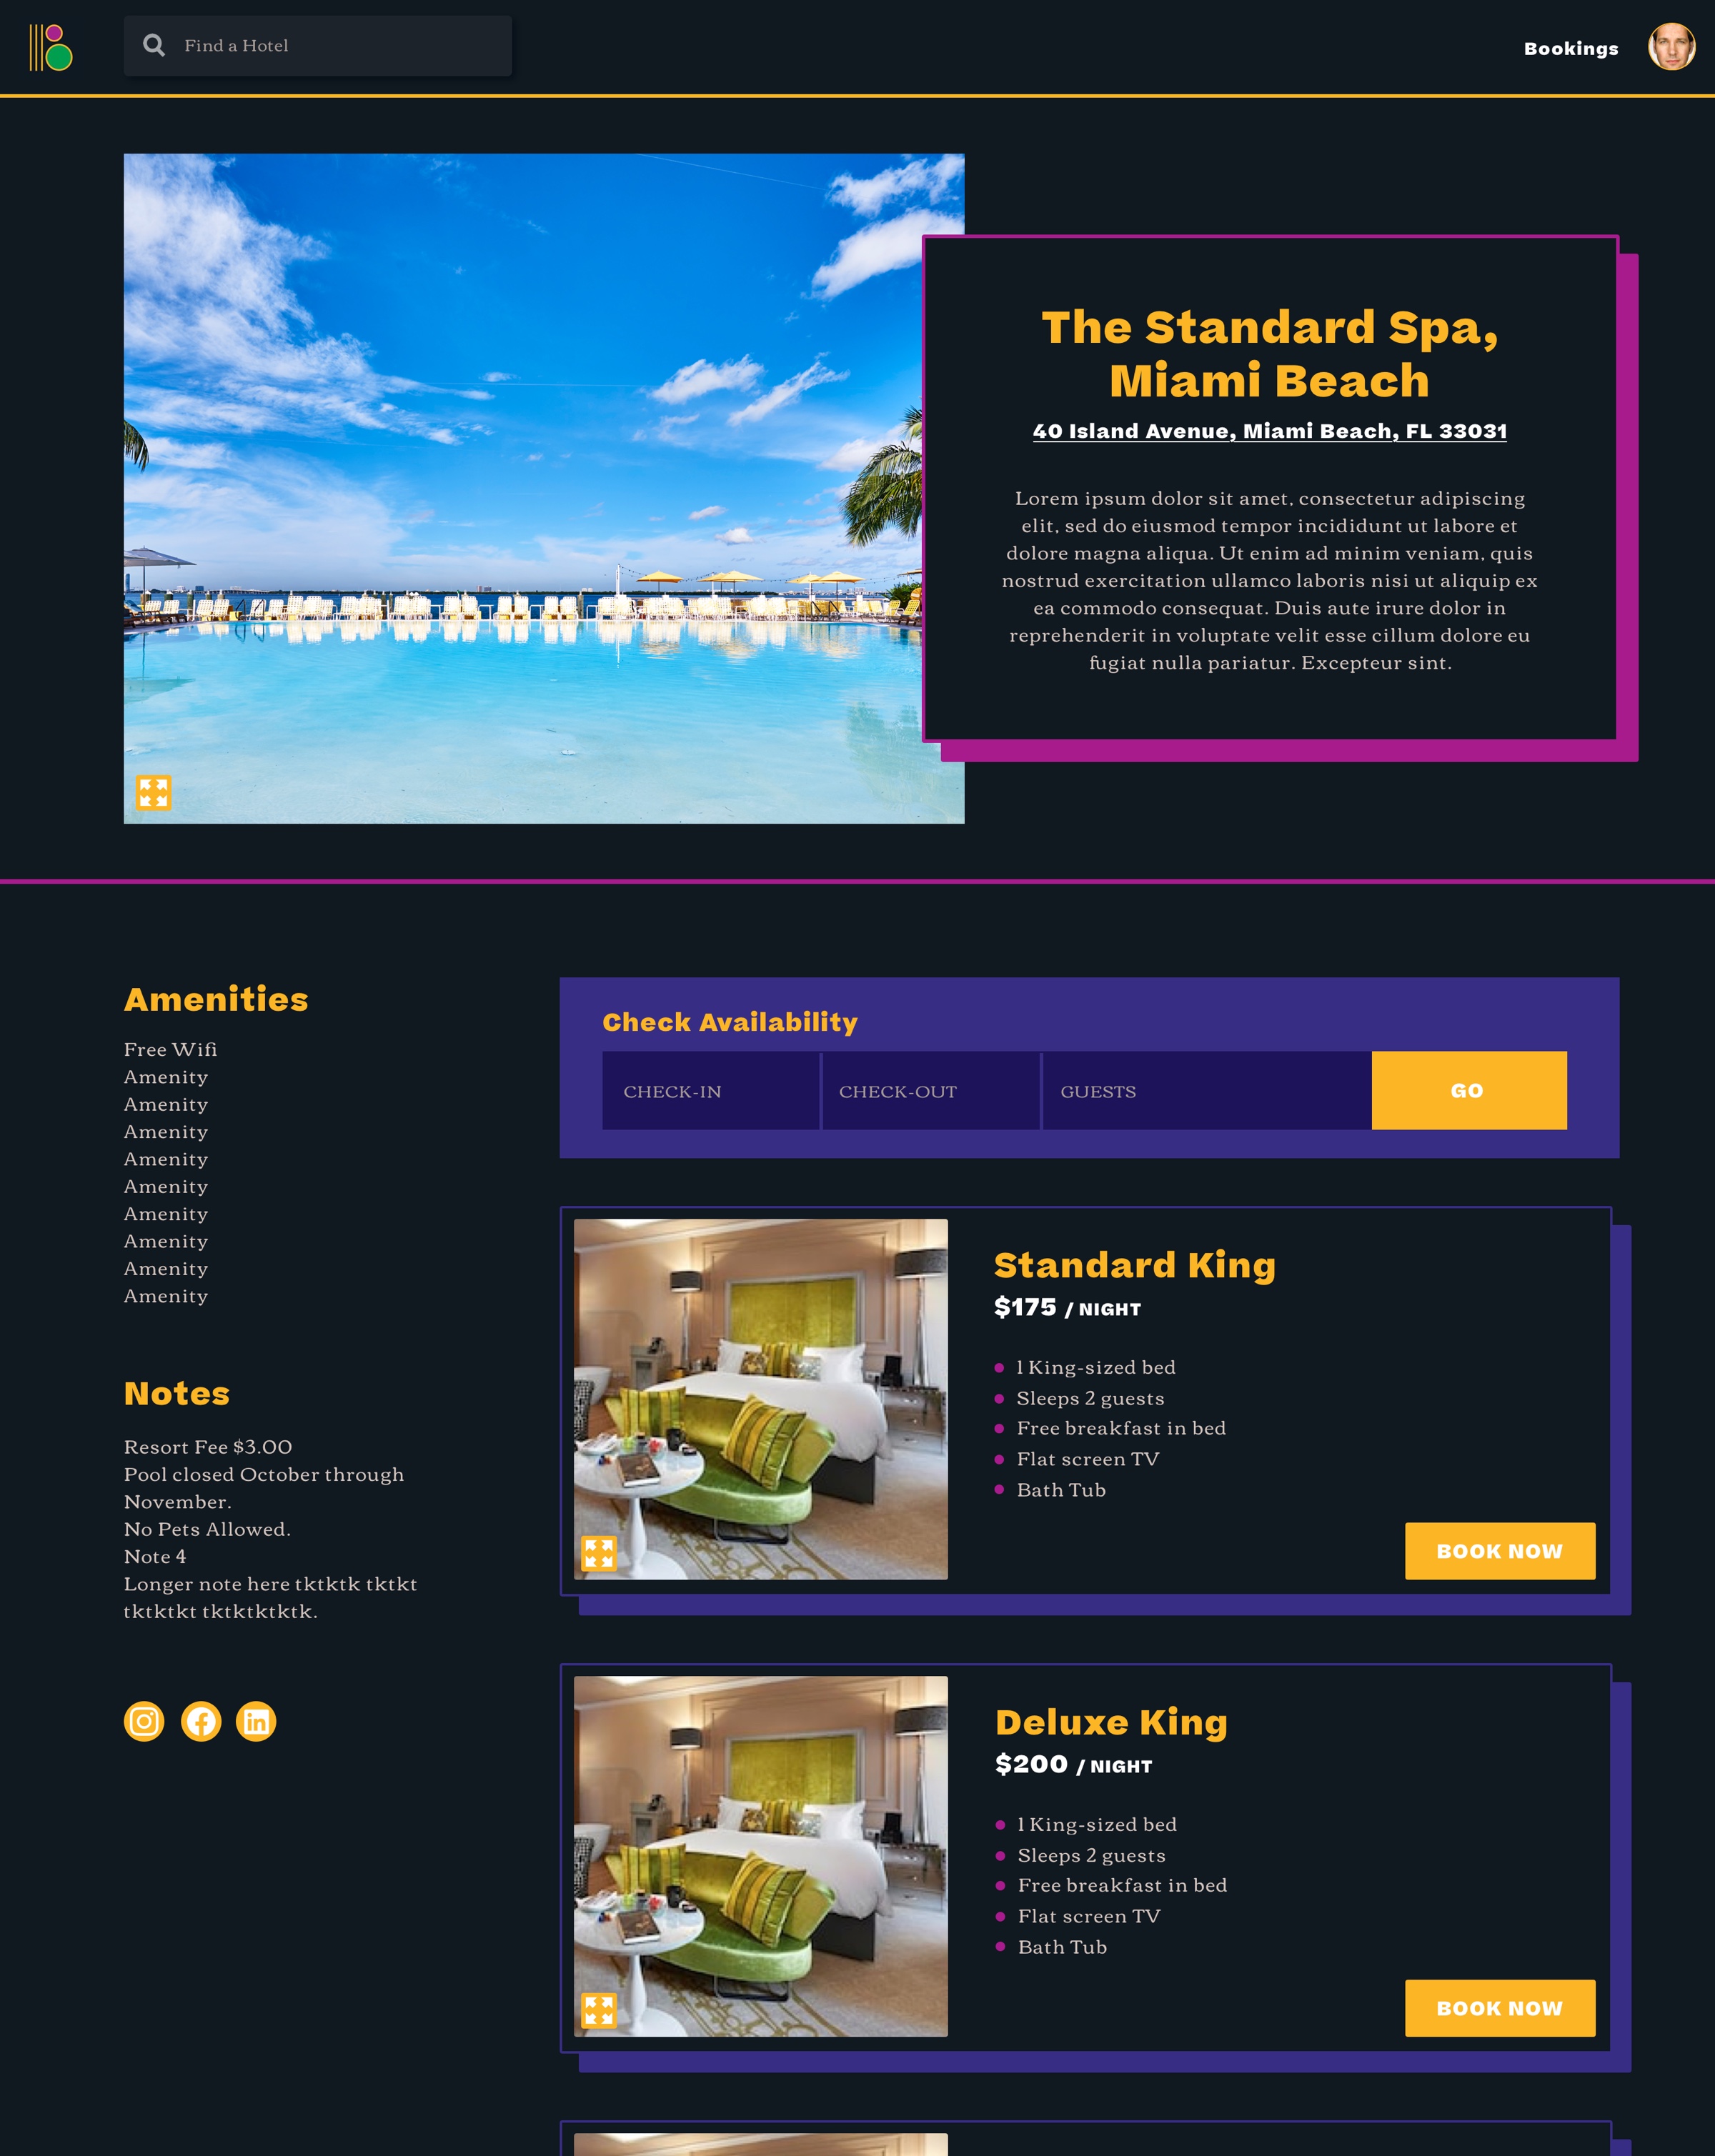 Find a Hotel
Bookings
The Standard Spa,
Miami Beach
40 Island Avenue, Miami Beach, FL 33031
Lorem ipsum dolor sit amet, consectetur adipiscing
elit, sed do eiusmod tempor incididunt ut labore et
dolore magna aliqua. Ut enim ad minim veniam, quis
nostrud exercitation ullamco laboris nisi ut aliquip ex
ea commodo consequat. Duis aute irure dolor in
reprehenderit in voluptate velit esse cillum dolore eu
fugiat nulla pariatur. Excepteur sint.
Amenities
Free Wifi
Amenity
Amenity
Amenity
Amenity
Amenity
Amenity
Amenity
Amenity
Amenity
Notes
Resort Fee $3.00
Pool closed October through
November.
No Pets Allowed.
Note 4
Longer note here tktktk tktkt
tktktkt tktktktktk.
in
Check Availability
CHECK-IN
CHECK-OUT
GUESTS
GO
Standard King
$175 / NIGHT
1 King-sized bed
Sleeps 2 guests
Free breakfast in bed
Flat screen TV
Bath Tub
BOOK NOW
Deluxe King
$200 / NIGHT
1 King-sized bed
Sleeps 2 guests
Free breakfast in bed
Flat screen TV
Bath Tub
BOOK NOW